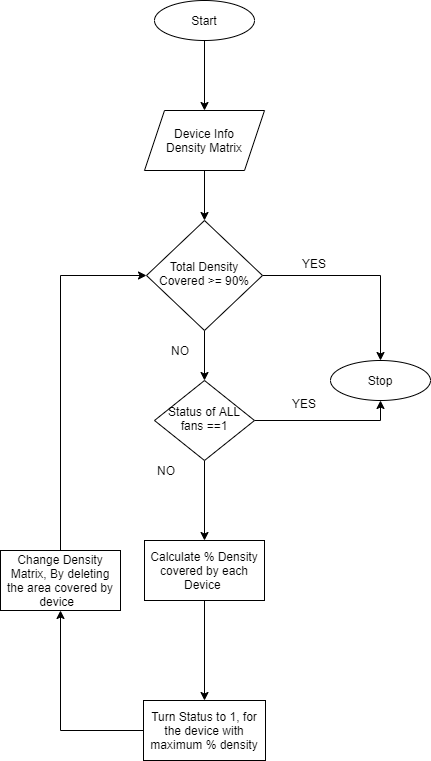 Start
Device Info
Density Matrix
Total Density
Covered >= 90%
YES
NO
Stop
Status of ALL
fans ==1
YES
NO
Calculate % Density
covered by each
Device
Change Density
Matrix, By deleting
the area covered by
device
Turn Status to 1, for
the device with
maximum % density